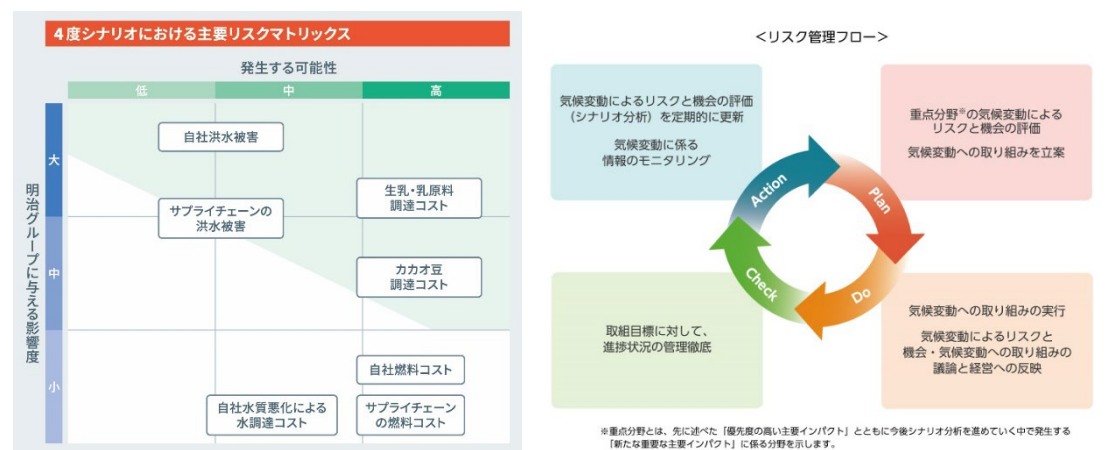 4度シナリオにおける主要リスクマトリックス
発生する可能性
低
中
高
明治グループに与える影響度
大
中
小
自社洪水被害
サプライチェーンの
洪水被害
生乳・乳原料
調達コスト
カカオ豆
調達コスト
自社燃料コスト
自社水質悪化による
水調達コスト
サプライチェーン
の燃料コスト
<リスク管理フロー>
気候変動によるリスクと機会の評価
(シナリオ分析)を定期的に更新
気候変動に係る
情報のモニタリング
重点分野※の気候変動による
リスクと機会の評価
気候変動への取り組みを立案
Action
Plan
Check
Do
取組目標に対して、
進捗状況の管理徹底
気候変動への取り組みの実行
気候変動によるリスクと
機会・気候変動への取り組みの
議論と経営への反映
※重点分野とは、先に述べた「優先度の高い主要インパクト」とともに今後シナリオ分析を進めていく中で発生する
「新たな重要な主要インパクト」に係る分野を示します。